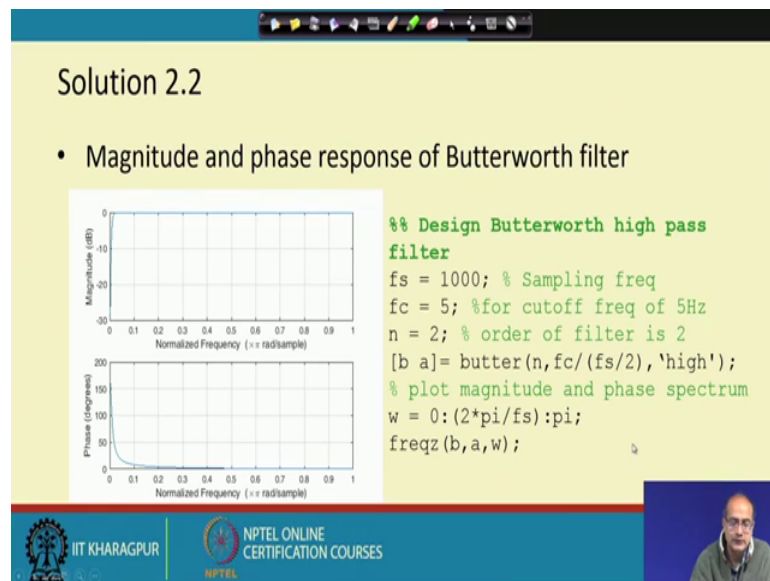 Solution 2.2
• Magnitude and phase response of Butterworth filter
Magnitude (dB)
0
-10
-20
-30
0 0.1 0.2 0.3 0.4 0.5 0.6 0.7 0.8 0.9 1
Normalized Frequency (×π rad/sample)
Phase (degrees)
200
150
100
50
0
0 0.1 0.2 0.3 0.4 0.5 0.6 0.7 0.8 0.9 1
Normalized Frequency (×π rad/sample)
%% Design Butterworth high pass
filter
fs = 1000; % Sampling freq
fc = 5; %for cutoff freq of 5Hz
n = 2; % order of filter is 2
[b a]= butter(n,fc/(fs/2),'high');
% plot magnitude and phase spectrum
w = 0:(2*pi/fs):pi;
freqz(b,a,w);
IIT KHARAGPUR
NPTEL
NPTEL ONLINE
CERTIFICATION COURSES